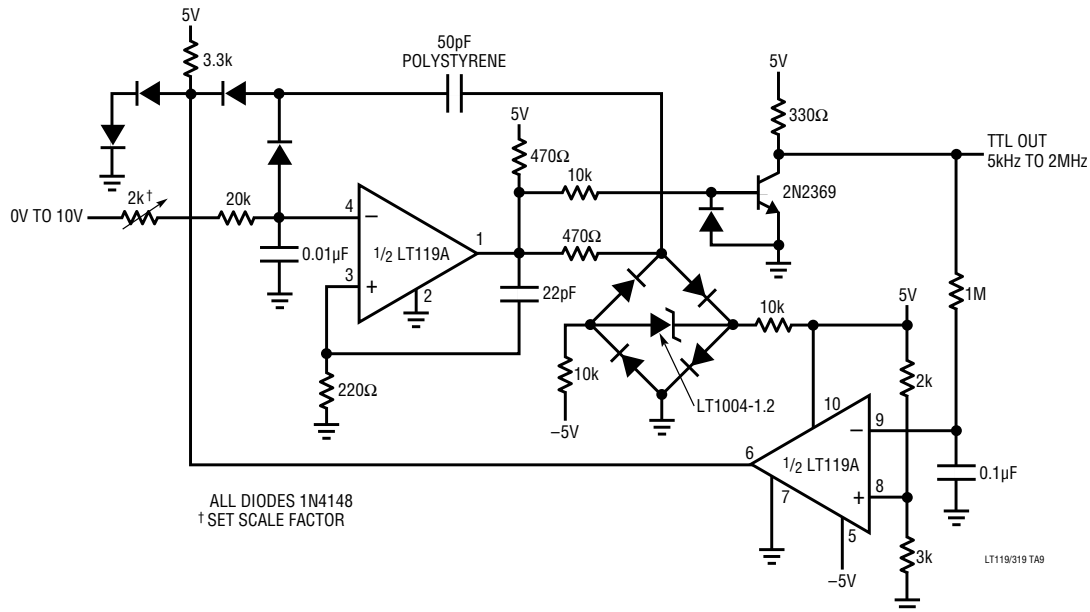 5V
3.3k
50pF
POLYSTYRENE
5V
470Ω
10k
5V
330Ω
TTL OUT
5kHz TO 2MHz
2N2369
0V TO 10V
2k†
20k
4
−
1/2 LT119A
1
3
+
2
0.01µF
470Ω
22pF
220Ω
10k
−5V
LT1004-1.2
10k
5V
1M
2k
10
9
−
6
1/2 LT119A
8
+
7
5
−5V
0.1µF
3k
ALL DIODES 1N4148
† SET SCALE FACTOR
LT119/319 TA9